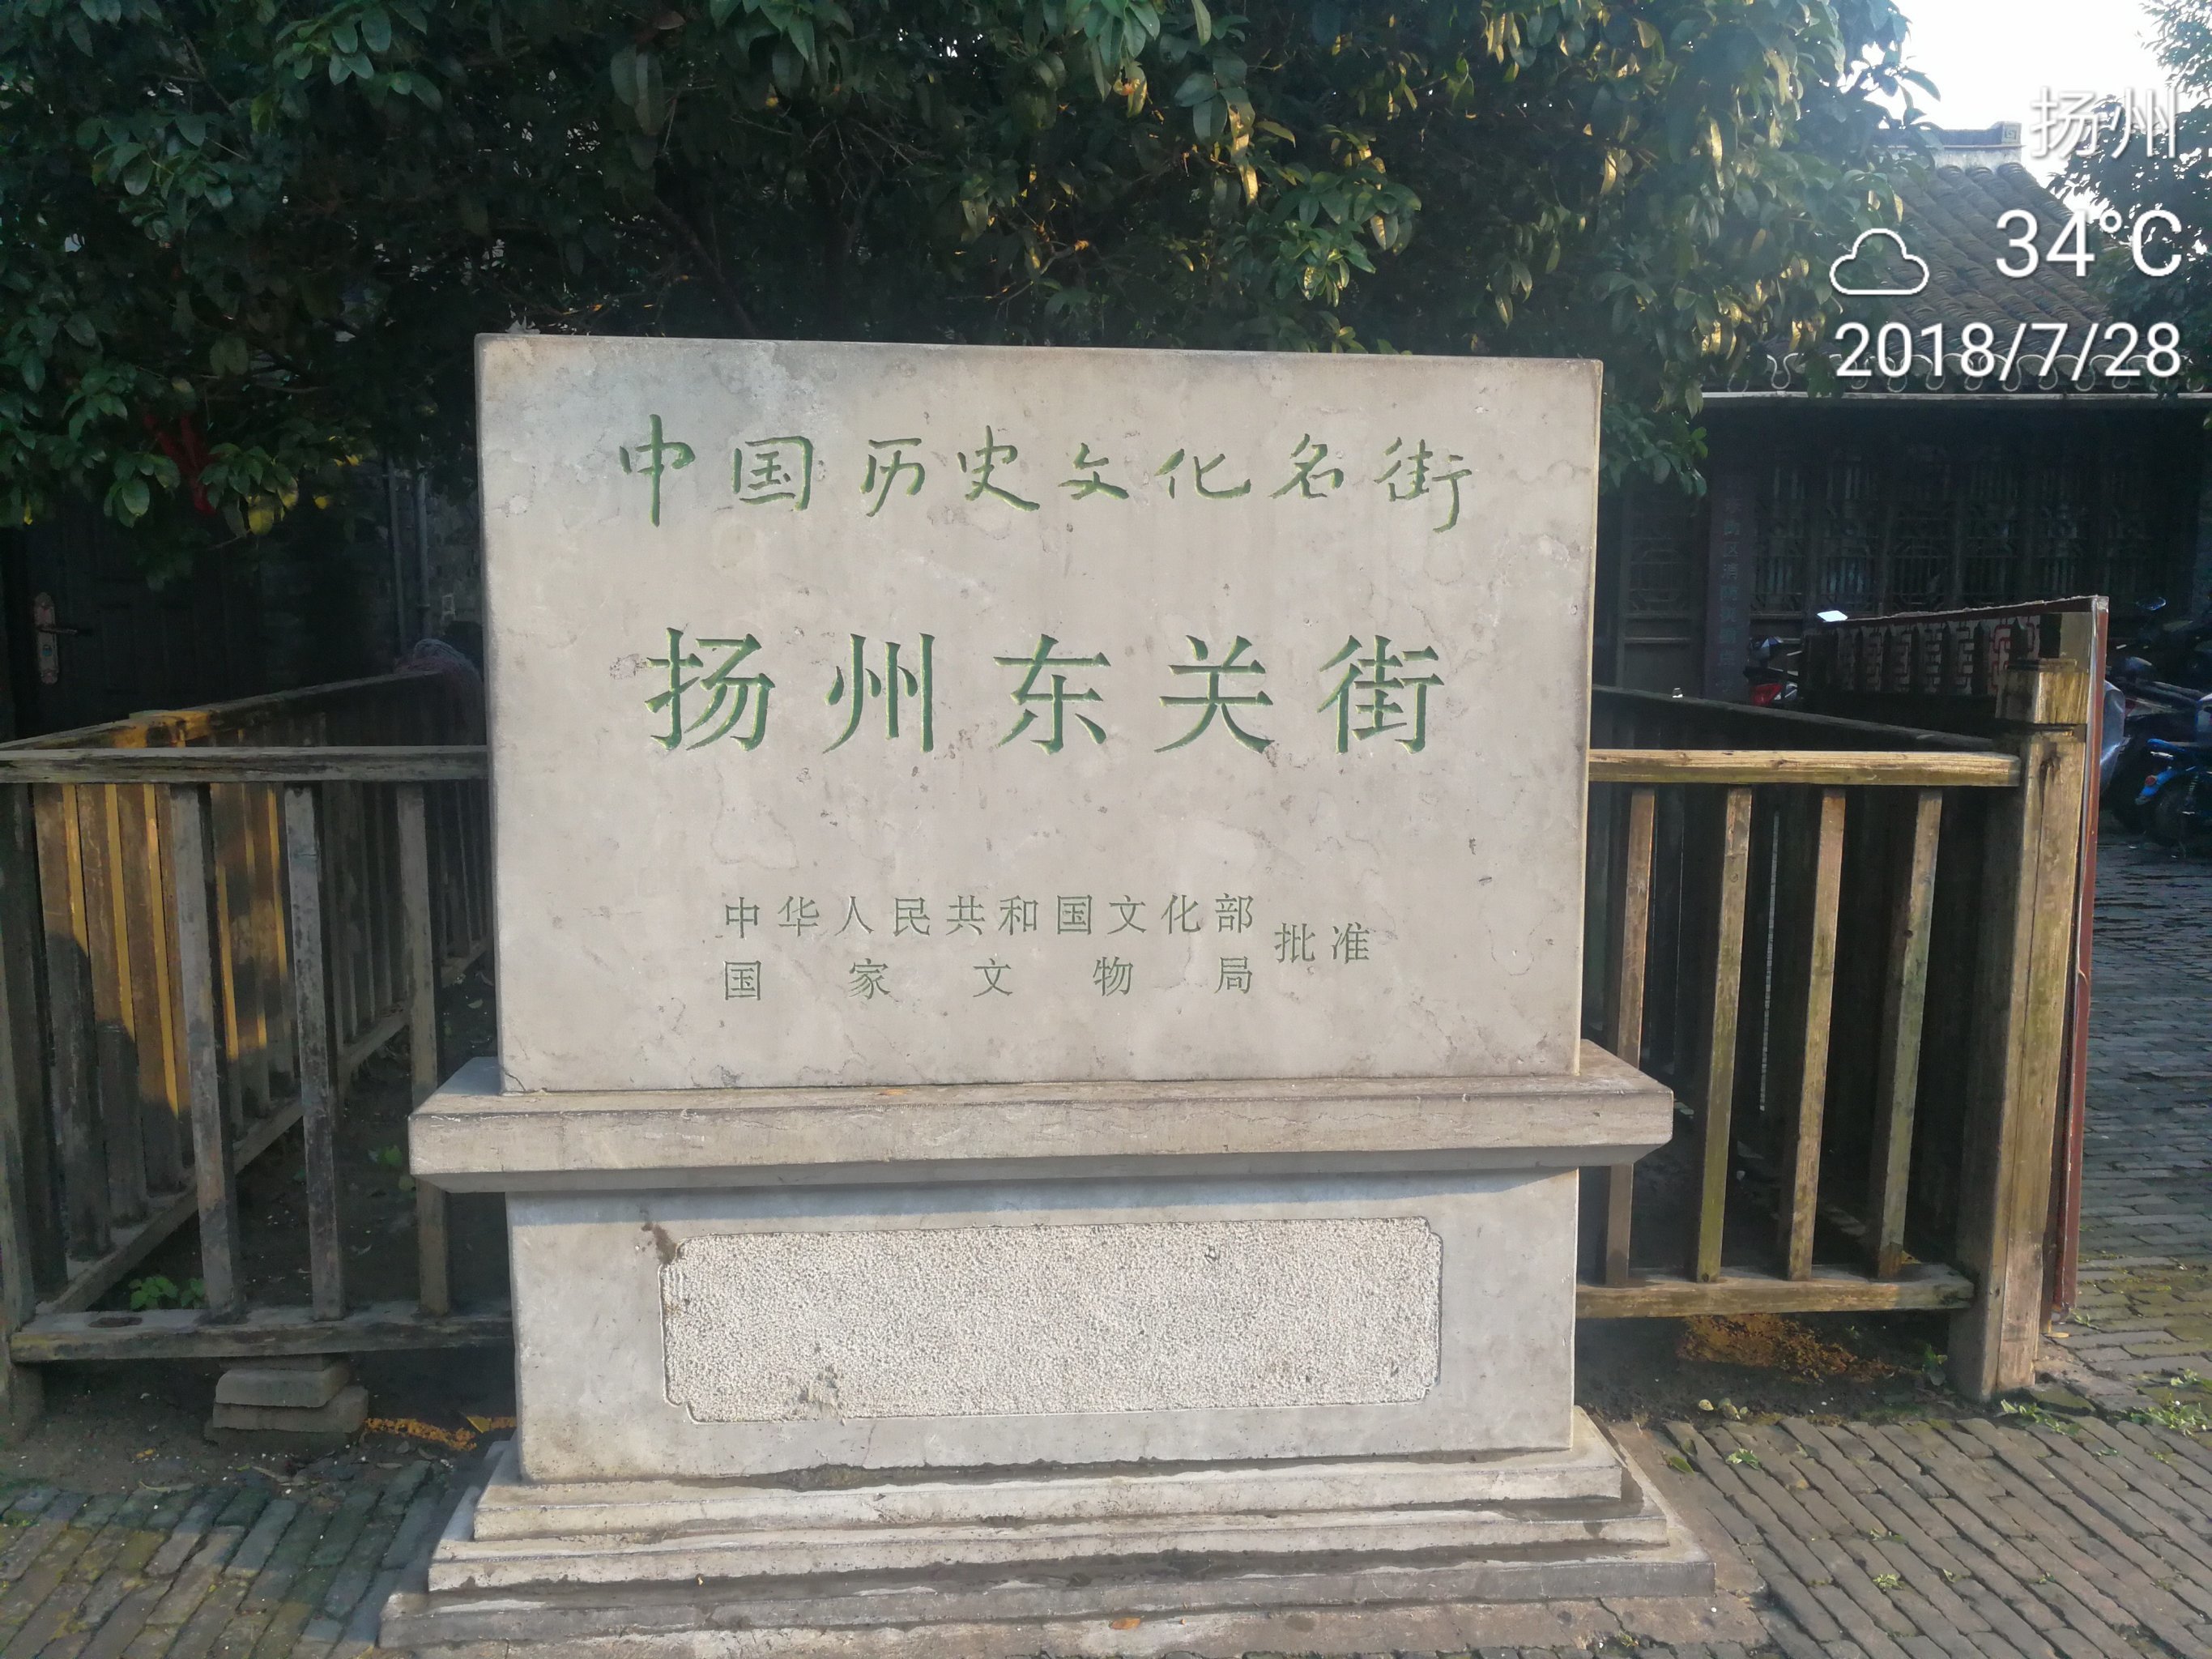 扬州
34°C
2018/7/28
中国历史文化名街
扬州东关街
中华人民共和国文化部
国家文物局
批准